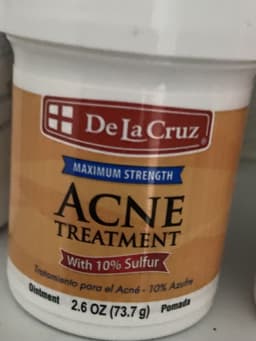 De La Cruz
MAXIMUM STRENGTH
ACNE
TREATMENT
With 10% Sulfur
Tratamiento para el Acné - 10% Azufre
Ointment 2.6 OZ (73.7 g) Pomada